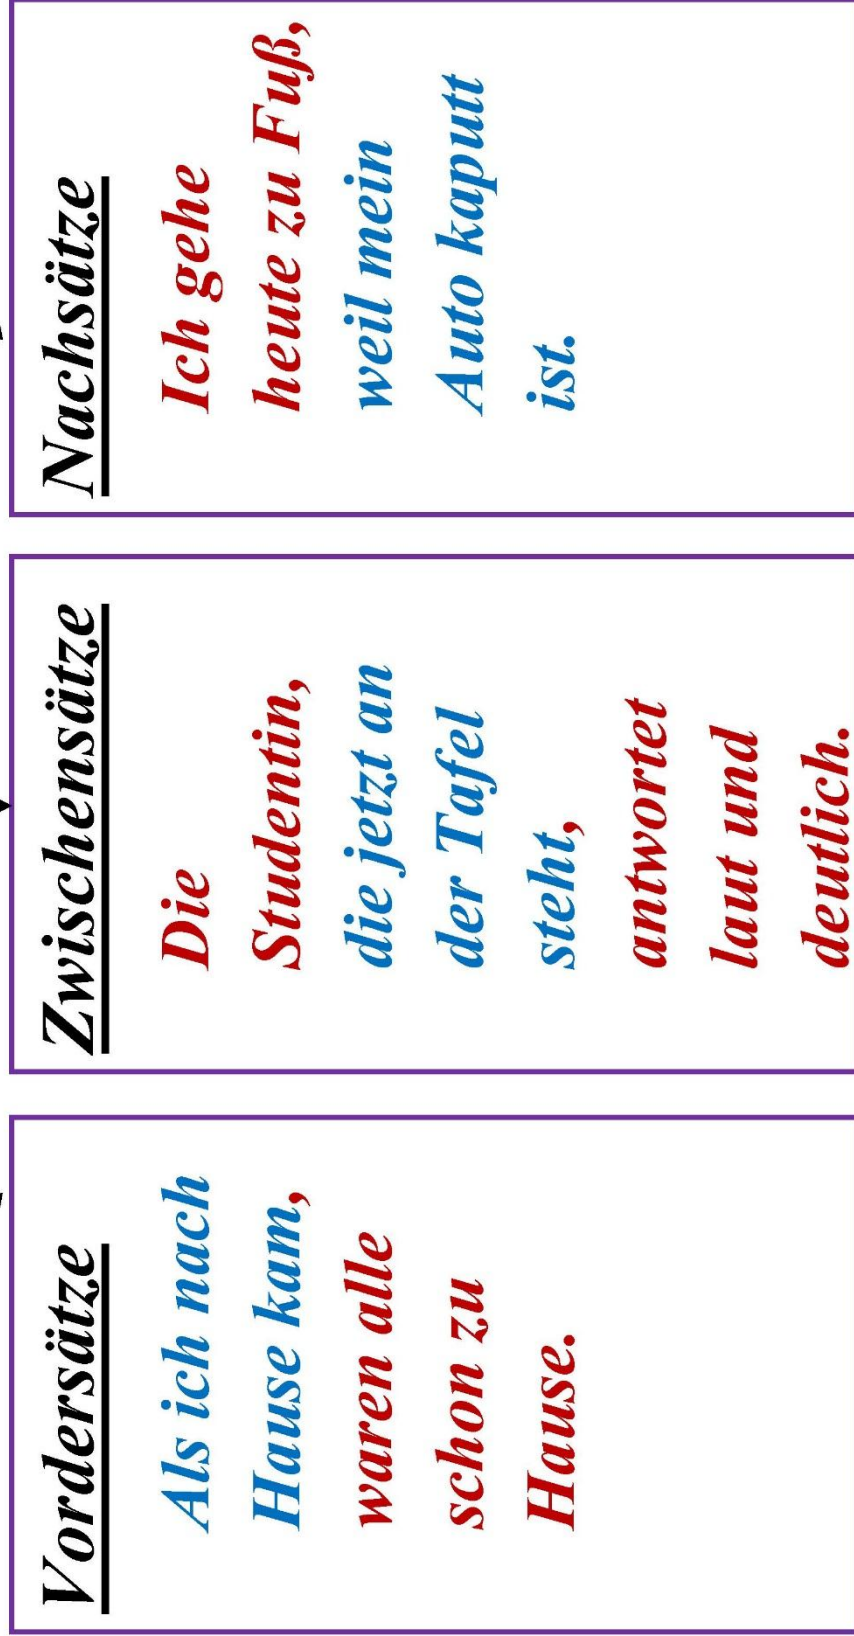 Vordersätze
Als ich nach
Hause kam,
waren alle
schon zu
Hause.
Zwischensätze
Die
Studentin,
die jetzt an
der Tafel
steht,
antwortet
laut und
deutlich.
Nachsätze
Ich gehe
heute zu Fuß,
weil mein
Auto kaputt
ist.